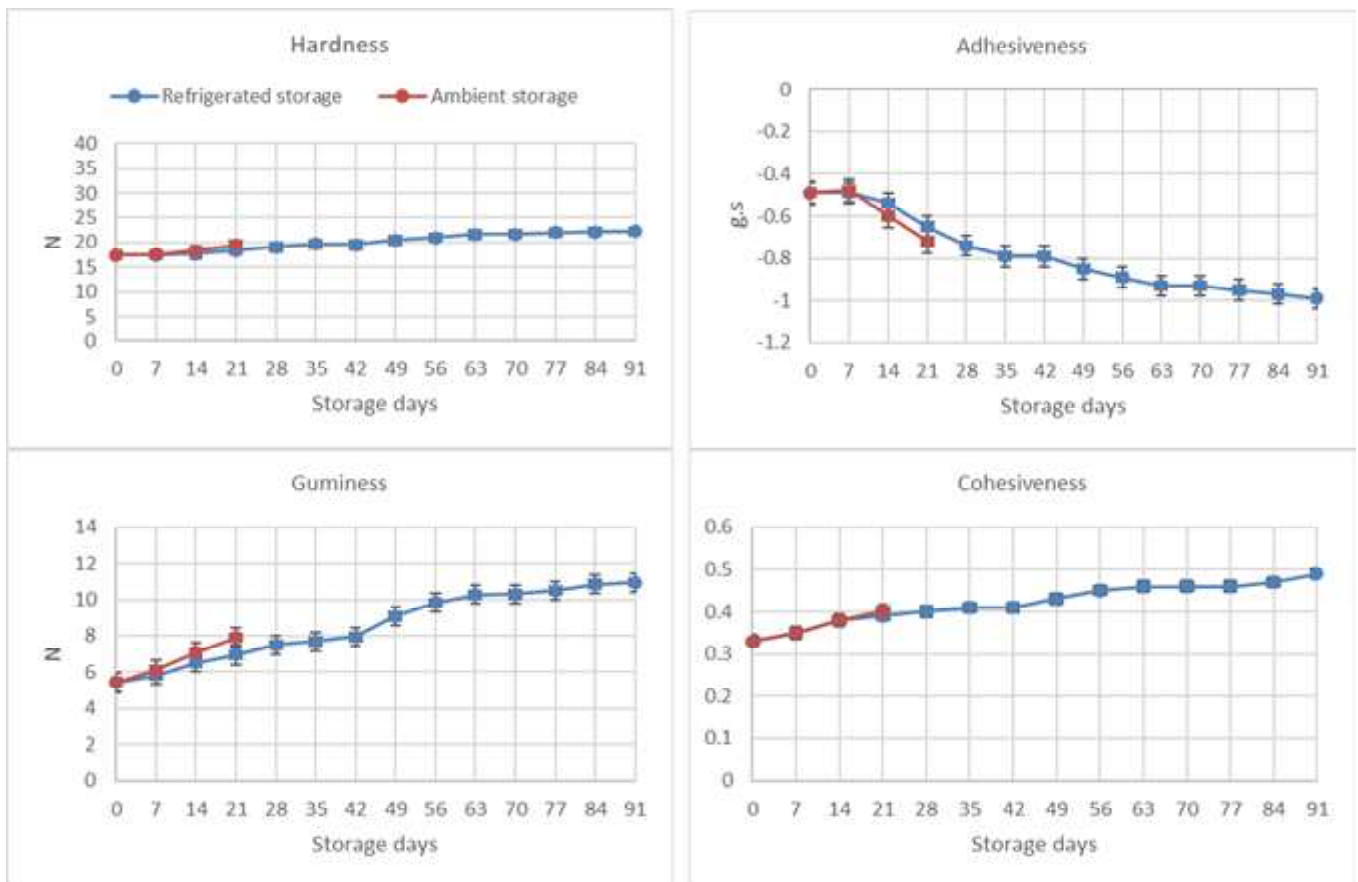 Hardness
Refrigerated storage Ambient storage
N
40
35
30
25
20
15
10
5
0
0 7 14 21 28 35 42 49 56 63 70 77 84 91
Storage days
Adhesiveness
g.s
0
-0.2
-0.4
-0.6
-0.8
-1
-1.2
0 7 14 21 28 35 42 49 56 63 70 77 84 91
Storage days
Guminess
N
14
12
10
8
6
4
2
0
0 7 14 21 28 35 42 49 56 63 70 77 84 91
Storage days
Cohesiveness
0.6
0.5
0.4
0.3
0.2
0.1
0
0 7 14 21 28 35 42 49 56 63 70 77 84 91
Storage days